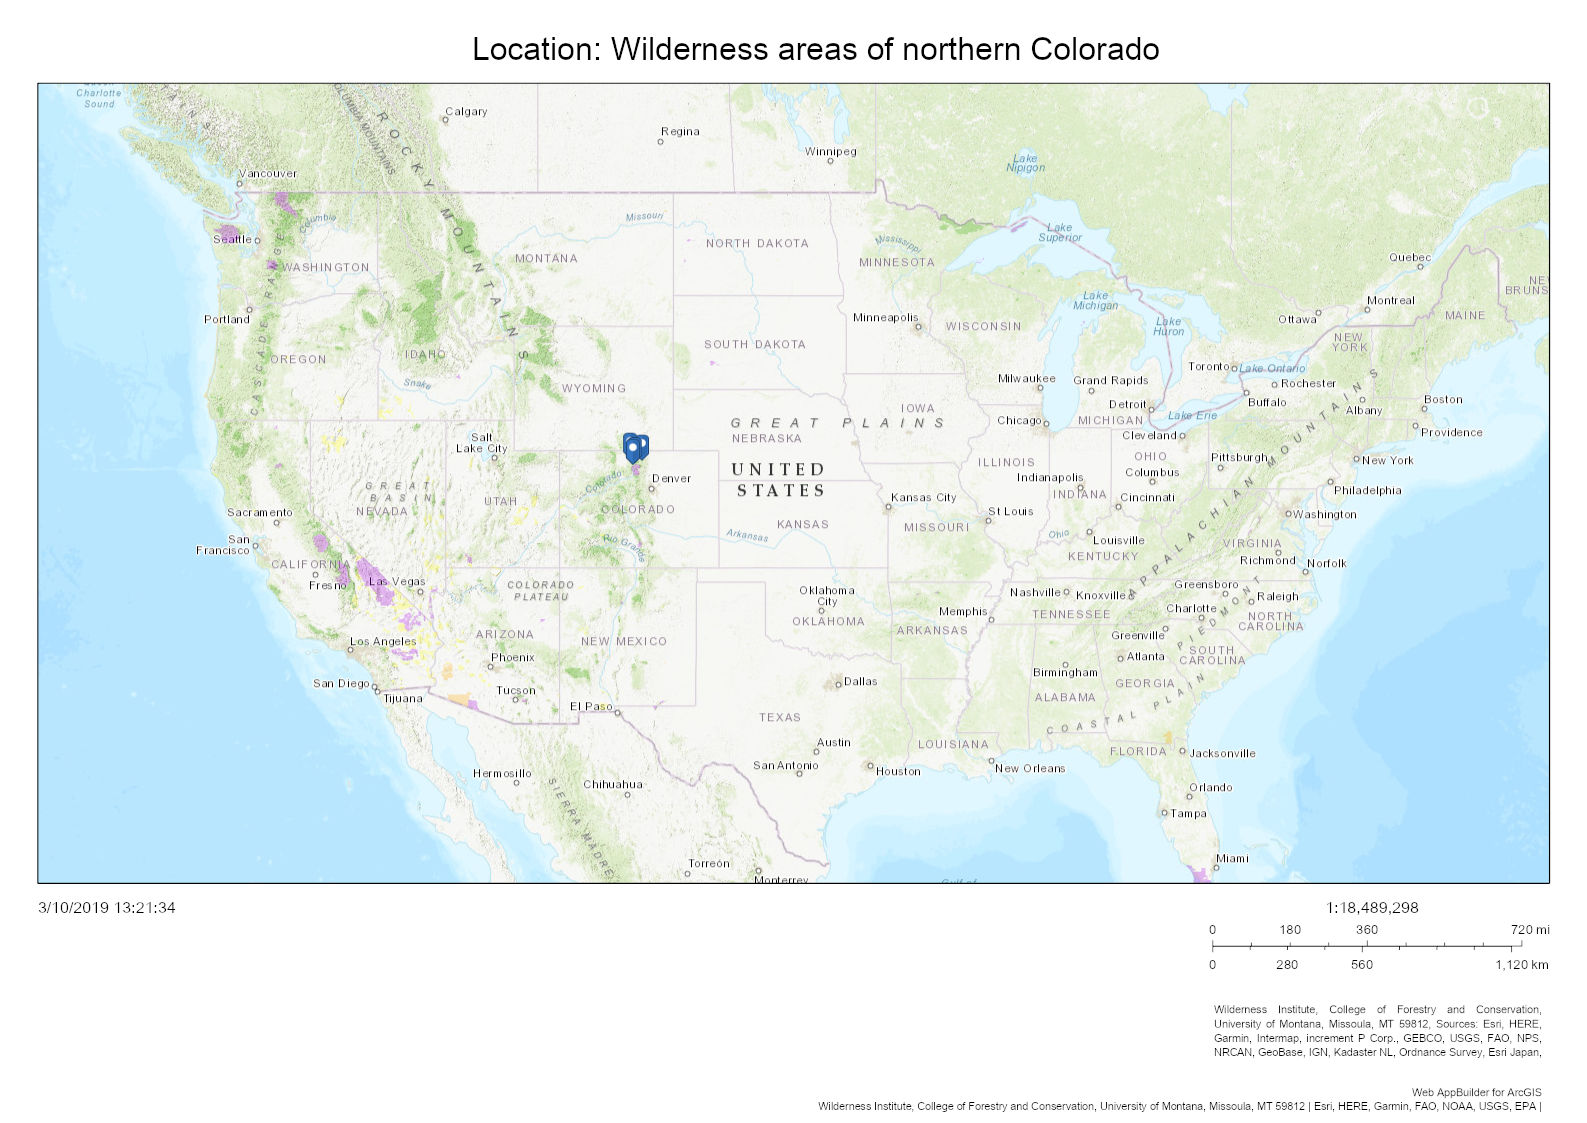 Location: Wilderness areas of northern Colorado
Charlotte
Sound
Calgary
Regina
Winnipeg
Vancouver
ROCKY MOUNTAINS
Lake
Nipigon
Columbia
Missouri
Seattle
WASHINGTON
MONTANA
NORTH DAKOTA
Mississippi
MINNESOTA
Lake
Superior
Quebec
NE
BRUNS
Portland
CASCADE RANGE
OREGON
IDAHO
Snake
WYOMING
SOUTH DAKOTA
Minneapolis
WISCONSIN
Lake
Michigan
Lake
Huron
Ottawa
Montreal
MAINE
NEW
YORK
Toronto
Lake Ontario
Rochester
Buffalo
Albany
Boston
Providence
Milwaukee
Grand Rapids
Detroit
Lake Erie
IOWA
Chicago
MICHIGAN
Cleveland
GREAT PLAINS
NEBRASKA
Salt
Lake City
UNITED
STATES
Denver
Colorado
COLORADO
GREAT
BASIN
NEVADA
UTAH
ILLINOIS
Indianapolis
INDIANA
OHIO
Columbus
Cincinnati
Pittsburgh
New York
Philadelphia
APPALACHIAN MOUNTAINS
Sacramento
San
Francisco
Kansas City
St Louis
KANSAS
MISSOURI
Arkansas
Rio Grande
Ohio
Louisville
KENTUCKY
Washington
VIRGINIA
Richmond
Norfolk
CALIFORNIA
Fresno
Las Vegas
COLORADO
PLATEAU
Oklahoma
City
OKLAHOMA
Memphis
ARKANSAS
Nashville
Knoxville
TENNESSEE
Greensboro
Raleigh
Charlotte
NORTH
CAROLINA
PIEDMONT
Los Angeles
ARIZONA
NEW MEXICO
Phoenix
Greenville
Atlanta
SOUTH
CAROLINA
San Diego
Tijuana
Tucson
El Paso
Dallas
Birmingham
ALABAMA
GEORGIA
COASTAL PLAIN
TEXAS
Austin
San Antonio
Houston
LOUISIANA
New Orleans
FLORIDA
Jacksonville
Hermosillo
Chihuahua
SIERRA MADRE
Orlando
Tampa
Miami
Torreón
Monterrey
Gulf of
3/10/2019 13:21:34
1:18,489,298
0 180 360 720 mi
0 280 560 1,120 km
Wilderness Institute, College of Forestry and Conservation,
University of Montana, Missoula, MT 59812, Sources: Esri, HERE,
Garmin, Intermap, increment P Corp., GEBCO, USGS, FAO, NPS,
NRCAN, GeoBase, IGN, Kadaster NL, Ordnance Survey, Esri Japan,
Web AppBuilder for ArcGIS
Wilderness Institute, College of Forestry and Conservation, University of Montana, Missoula, MT 59812 | Esri, HERE, Garmin, FAO, NOAA, USGS, EPA |